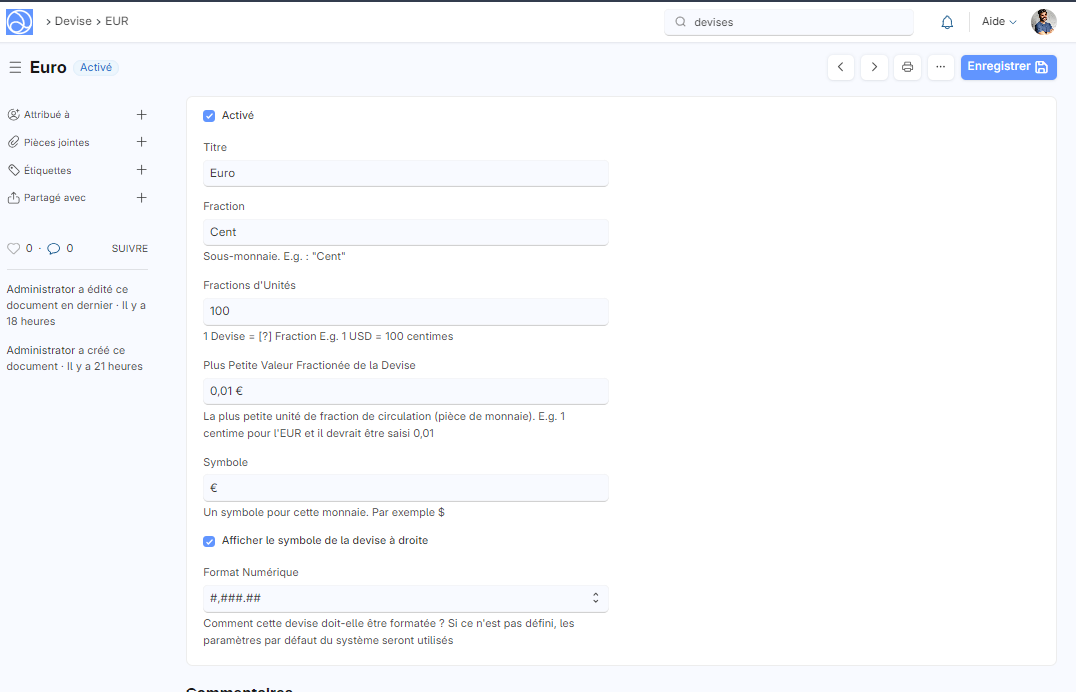 › Devise › EUR
devises
Aide
Euro
Activé
Enregistrer
Attribué à
Pièces jointes
Étiquettes
Partagé avec
0 · 0 SUIVRE
Administrator a édité ce
document en dernier · Il y a
18 heures
Administrator a créé ce
document · Il y a 21 heures
Activé
Titre
Euro
Fraction
Cent
Sous-monnaie. E.g. : "Cent"
Fractions d'Unités
100
1 Devise = [?] Fraction E.g. 1 USD = 100 centimes
Plus Petite Valeur Fractionée de la Devise
0,01 €
La plus petite unité de fraction de circulation (pièce de monnaie). E.g. 1
centime pour l'EUR et il devrait être saisi 0,01
Symbole
€
Un symbole pour cette monnaie. Par exemple $
Afficher le symbole de la devise à droite
Format Numérique
#,###.##
Comment cette devise doit-elle être formatée ? Si ce n'est pas défini, les
paramètres par défaut du système seront utilisés
Commentaires